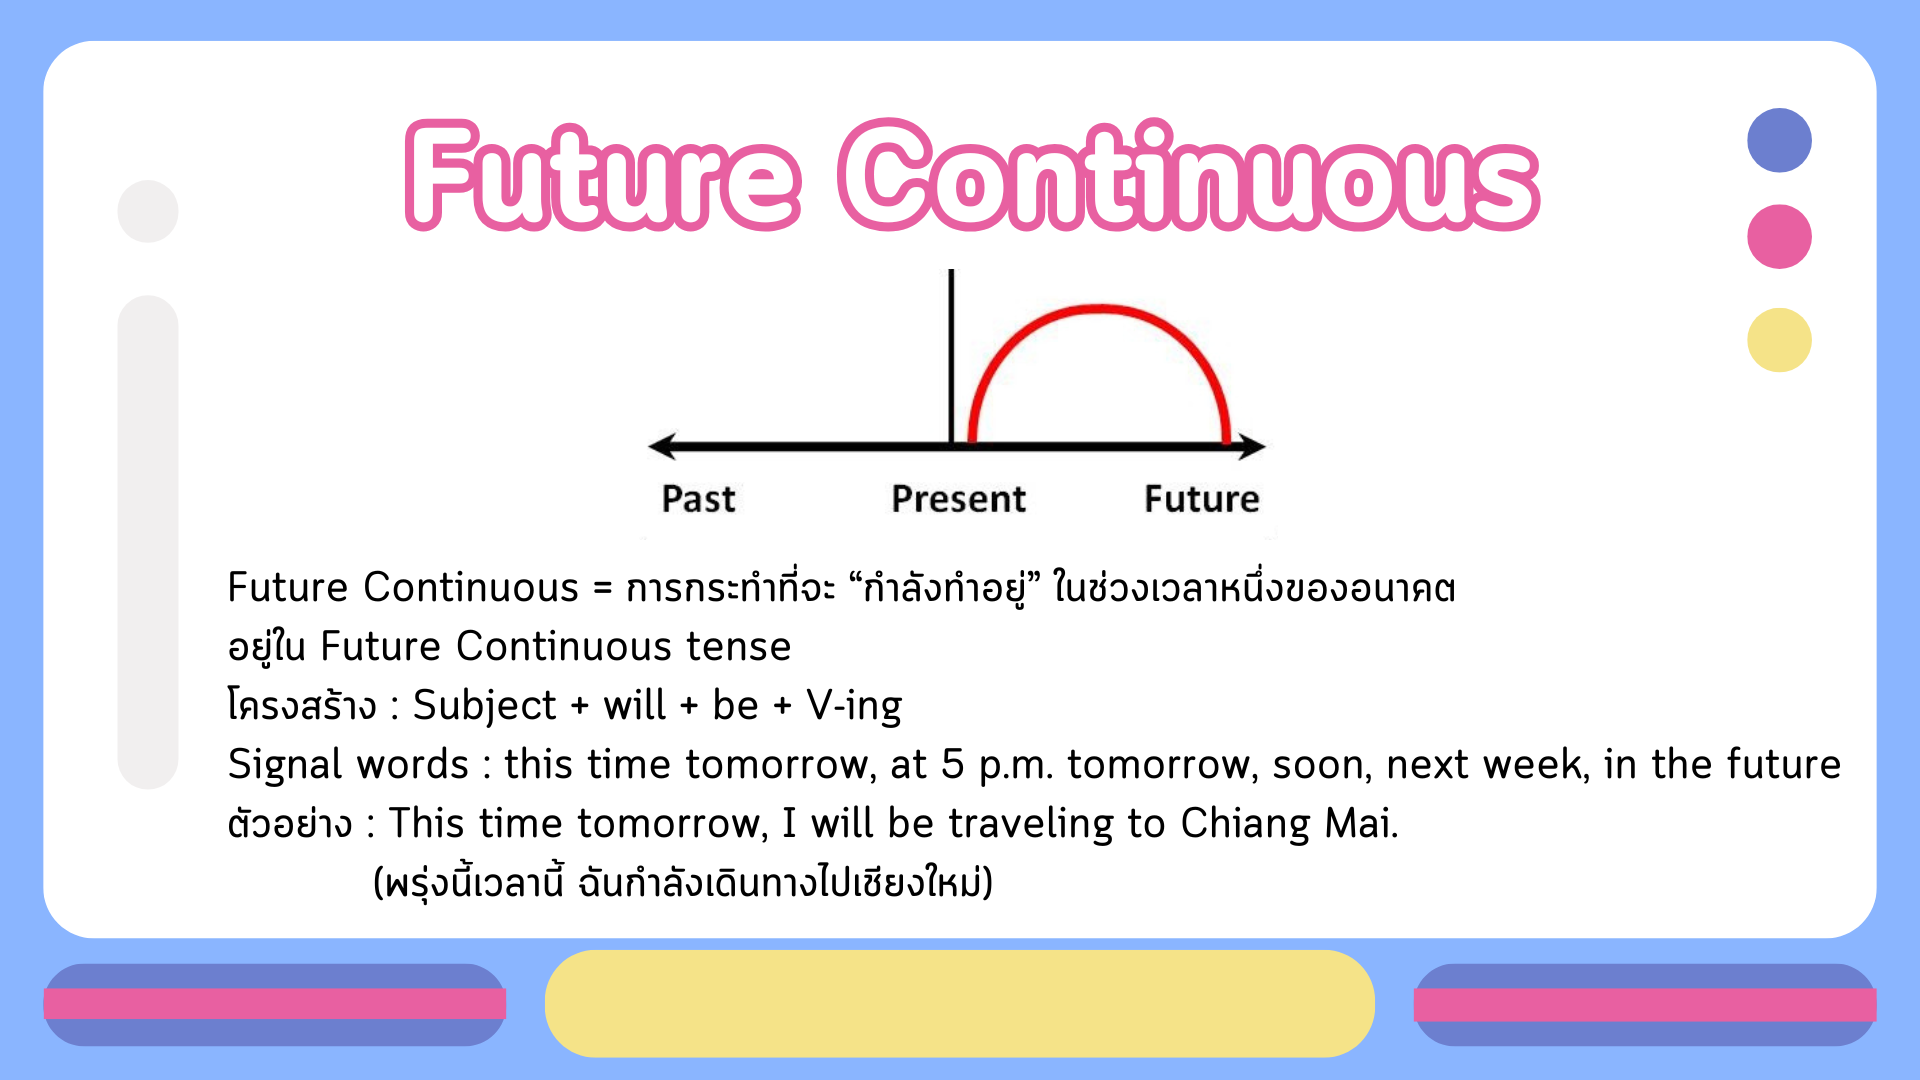 Future Continuous
Past Present Future
Future Continuous = การกระทำที่จะ “กำลังทำอยู่” ในช่วงเวลาหนึ่งของอนาคต
อยู่ใน Future Continuous tense
โครงสร้าง : Subject + will + be + V-ing
Signal words : this time tomorrow, at 5 p.m. tomorrow, soon, next week, in the future
ตัวอย่าง : This time tomorrow, I will be traveling to Chiang Mai.
(พรุ่งนี้เวลานี้ ฉันกำลังเดินทางไปเชียงใหม่)